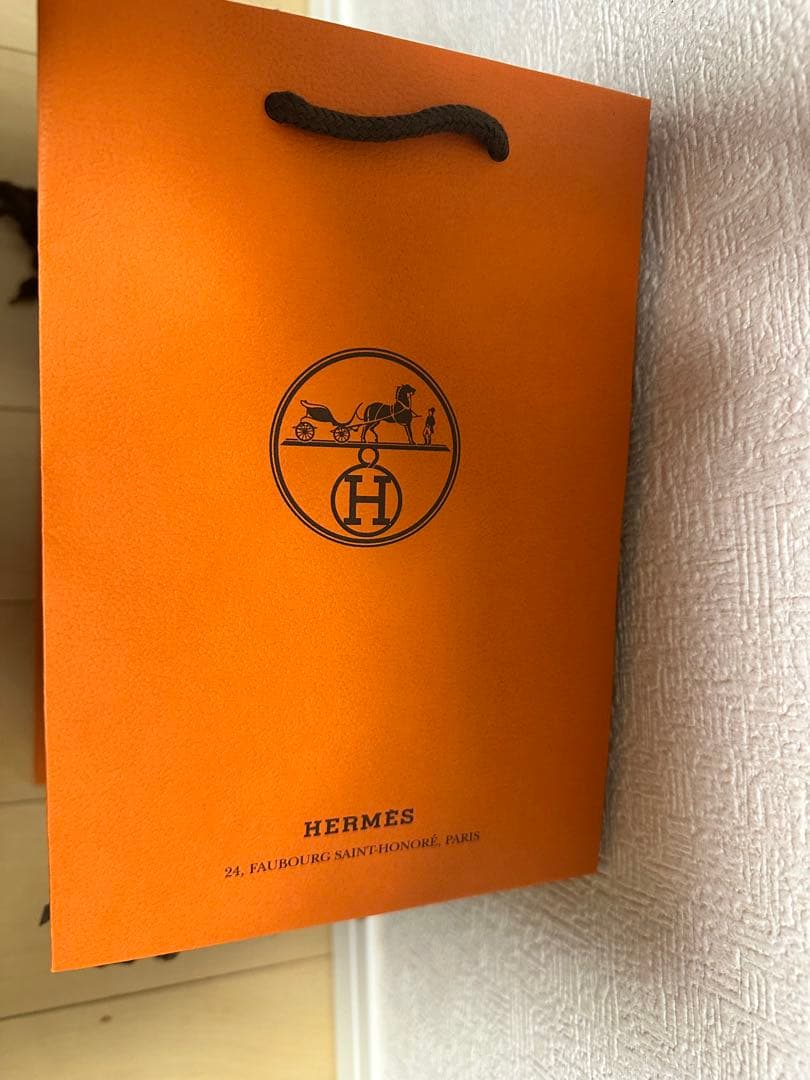 H
HERMÈS
24, FAUBOURG SAINT-HONORÉ, PARIS